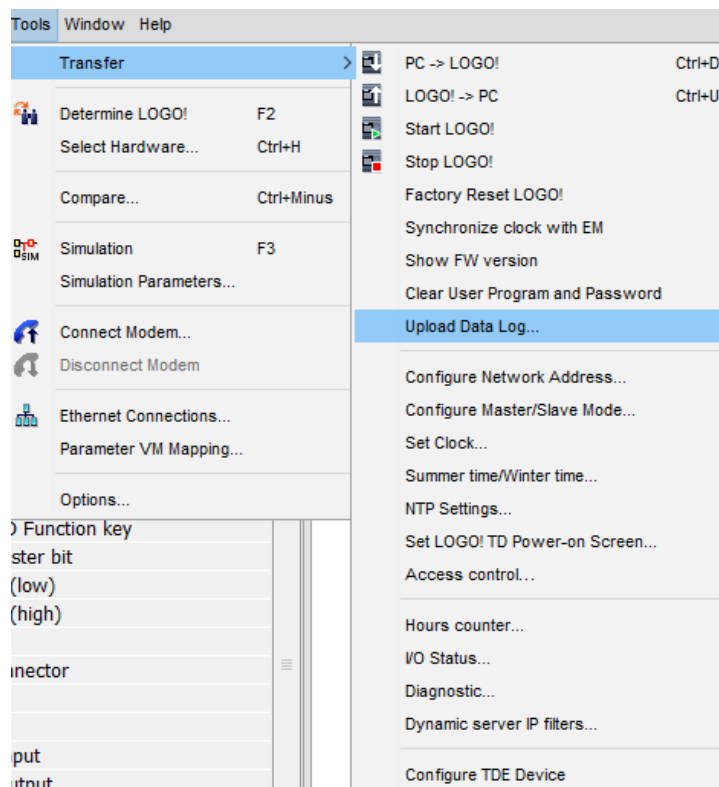 Tools Window Help
Transfer
Determine LOGO! F2
Select Hardware... Ctrl+H
Compare... Ctrl+Minus
Simulation F3
Simulation Parameters...
Connect Modem...
Disconnect Modem
Ethernet Connections...
Parameter VM Mapping...
Options...
PC -> LOGO! Ctrl+D
LOGO! -> PC Ctrl+U
Start LOGO!
Stop LOGO!
Factory Reset LOGO!
Synchronize clock with EM
Show FW version
Clear User Program and Password
Upload Data Log...
Configure Network Address...
Configure Master/Slave Mode...
Set Clock...
Summer time/Winter time...
NTP Settings...
Set LOGO! TD Power-on Screen...
Access control...
Hours counter...
I/O Status...
Diagnostic...
Dynamic server IP filters...
Configure TDE Device
Function key
bit
(low)
(high)